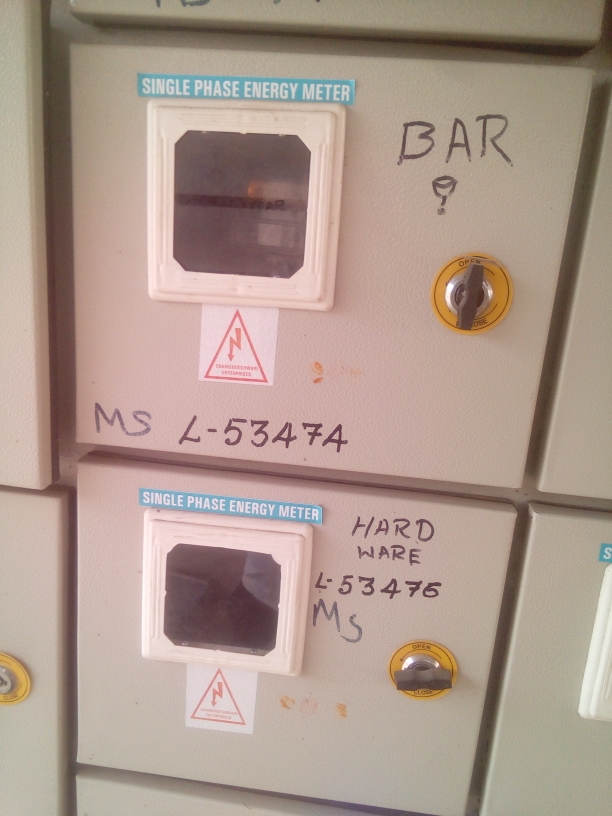 SINGLE PHASE ENERGY METER
BAR
OPEN
CLOSE
MS L-53474
SINGLE PHASE ENERGY METER
HARD
WARE
L-53476
MS
OPEN
CLOSE